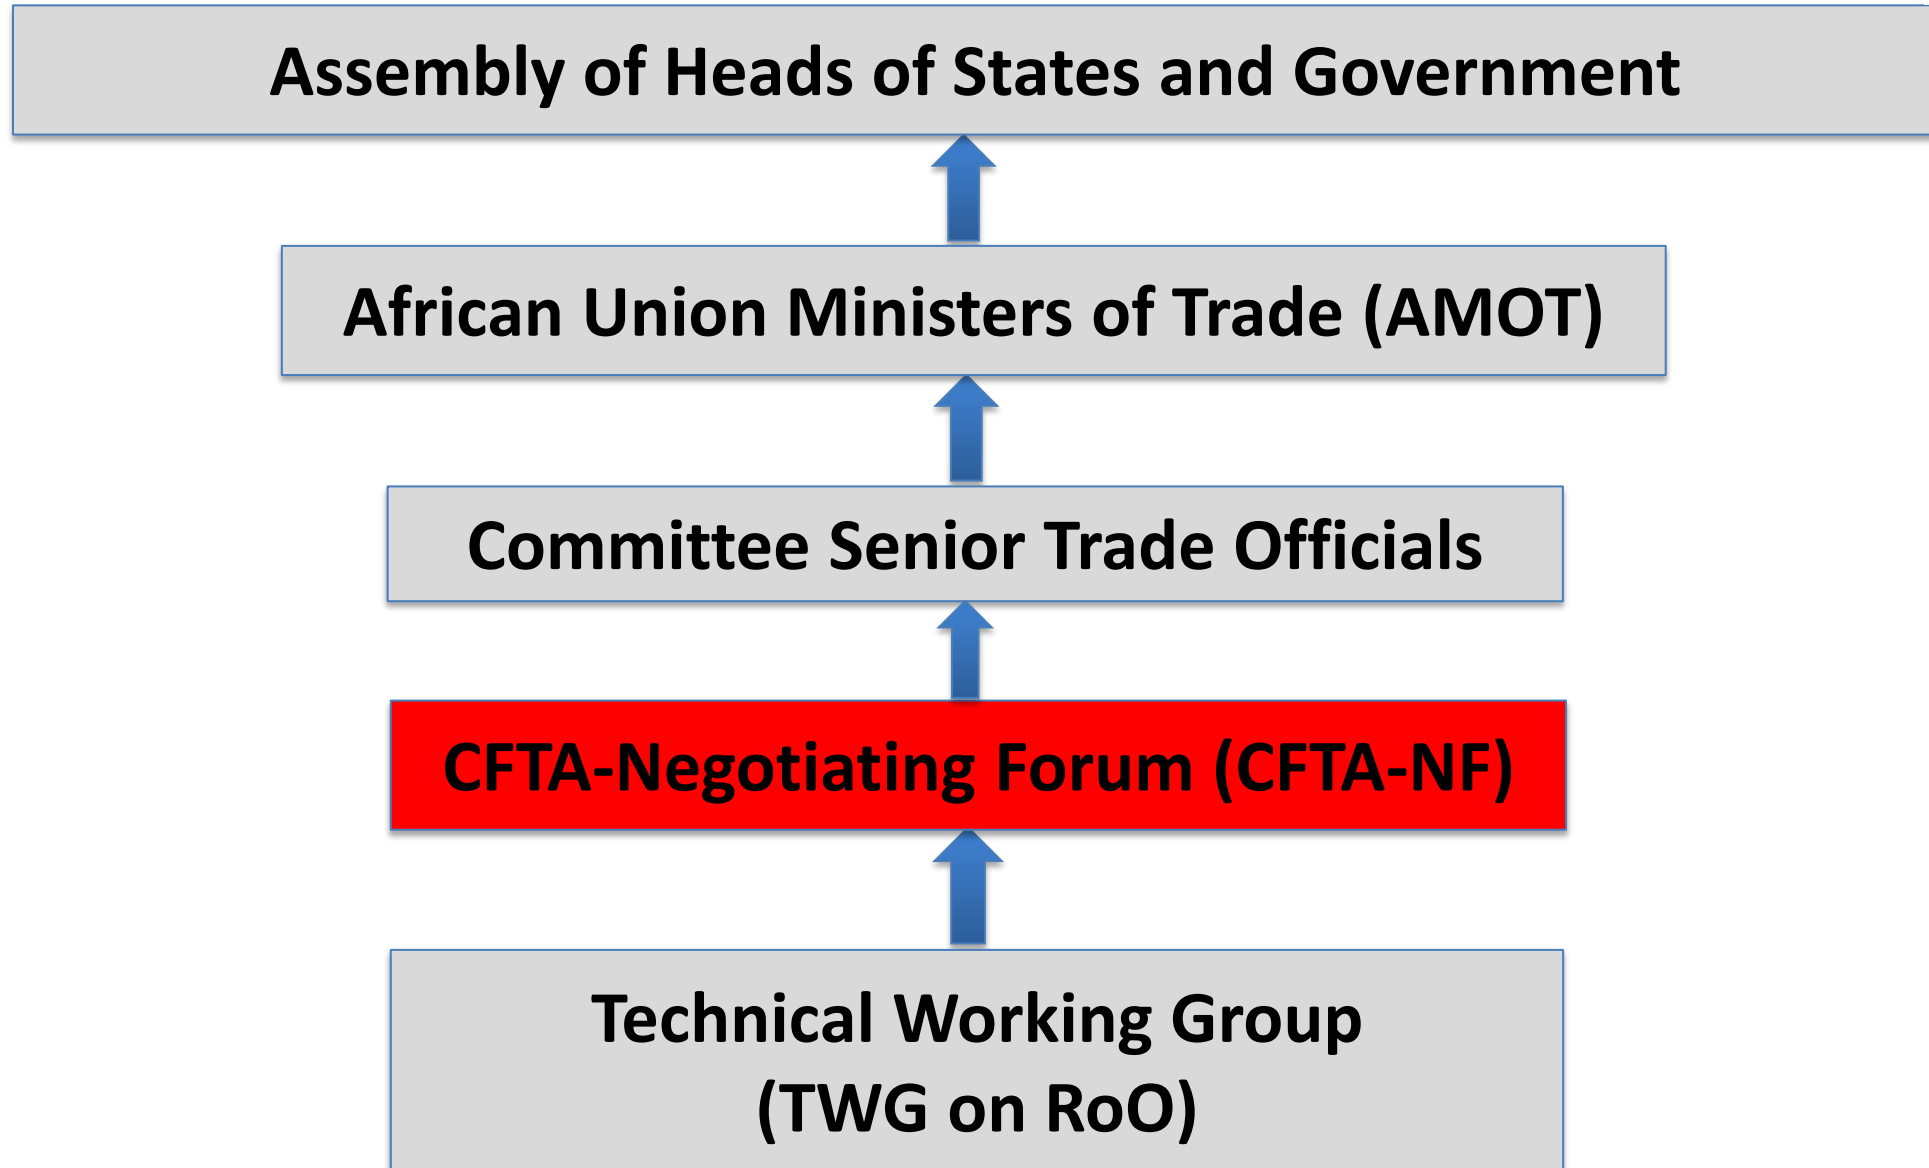 Assembly of Heads of States and Government
African Union Ministers of Trade (AMOT)
Committee Senior Trade Officials
CFTA-Negotiating Forum (CFTA-NF)
Technical Working Group
(TWG on RoO)